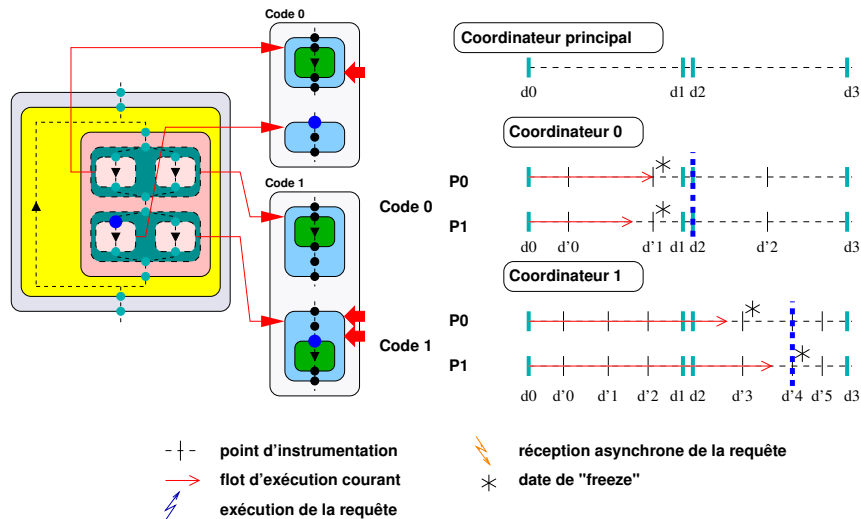 Code 0
Code 1
Code 0
Code 1
Coordinateur principal
d0 d1 d2 d3
Coordinateur 0
P0
P1
d0 d'0 d'1 d1 d2 d'2 d3
Coordinateur 1
P0
P1
d0 d'0 d'1 d'2 d1 d2 d'3 d'4 d'5 d3
point d'instrumentation
flot d'exécution courant
exécution de la requête
réception asynchrone de la requête
date de "freeze"